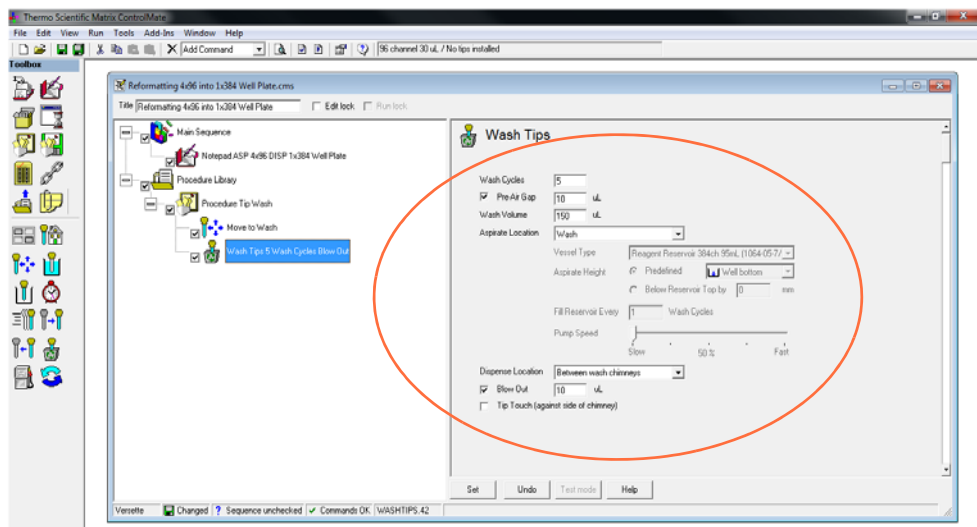 Thermo Scientific Matrix ControlMate
File Edit View Run Tools Add-Ins Window Help
Add Command 96 channel 30 uL / No tips installed
Toolbox
Reformatting 4x96 into 1x384 Well Plate.cms
Title Reformatting 4x96 into 1x384 Well Plate Edit lock Run lock
Main Sequence
Notepad ASP 4x96 DISP 1x384 Well Plate
Procedure Library
Procedure Tip Wash
Move to Wash
Wash Tips 5 Wash Cycles Blow Out
Wash Tips
Wash Cycles 5
Pre-Air Gap 10 uL
Wash Volume 150 uL
Aspirate Location Wash
Vessel Type Reagent Reservoir 384ch 95mL (1064-05-7/
Aspirate Height Predefined Well bottom
Below Reservoir Top by 0 mm
Fill Reservoir Every 1 Wash Cycles
Pump Speed
Slow 50 % Fast
Dispense Location Between wash chimneys
Blow Out 10 uL
Tip Touch (against side of chimney)
Set Undo Text mode Help
Versette Changed ? Sequence unchecked Commands OK WASHTIPS.42